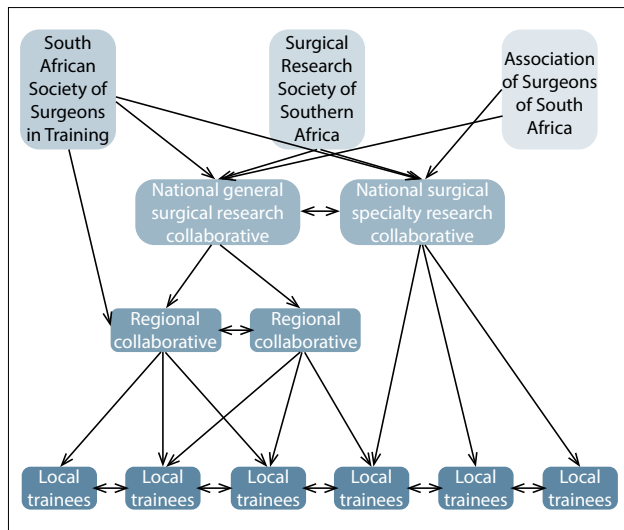 South
African
Society of
Surgeons
in Training
Surgical
Research
Society of
Southern
Africa
Association
of Surgeons
of South
Africa
National general
surgical research
collaborative
National surgical
specialty research
collaborative
Regional
collaborative
Regional
collaborative
Local
trainees
Local
trainees
Local
trainees
Local
trainees
Local
trainees
Local
trainees